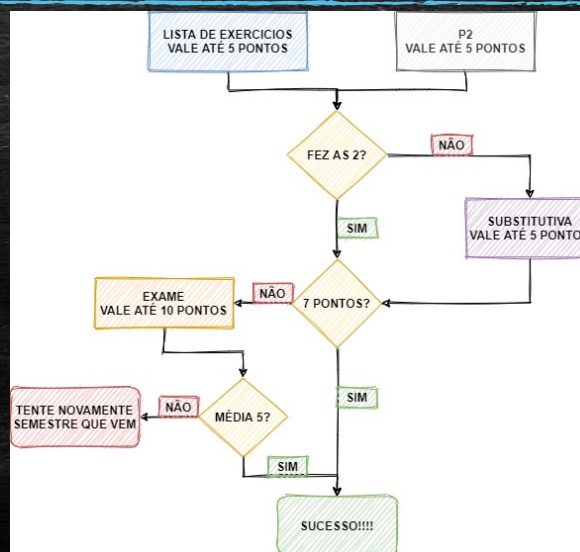 LISTA DE EXERCICIOS
VALE ATÉ 5 PONTOS
P2
VALE ATÉ 5 PONTOS
FEZ AS 2?
NÃO
SIM
SUBSTITUTIVA
VALE ATÉ 5 PONTO
7 PONTOS?
NÃO
EXAME
VALE ATÉ 10 PONTOS
SIM
MÉDIA 5?
NÃO
TENTE NOVAMENTE
SEMESTRE QUE VEM
SIM
SUCESSO!!!!